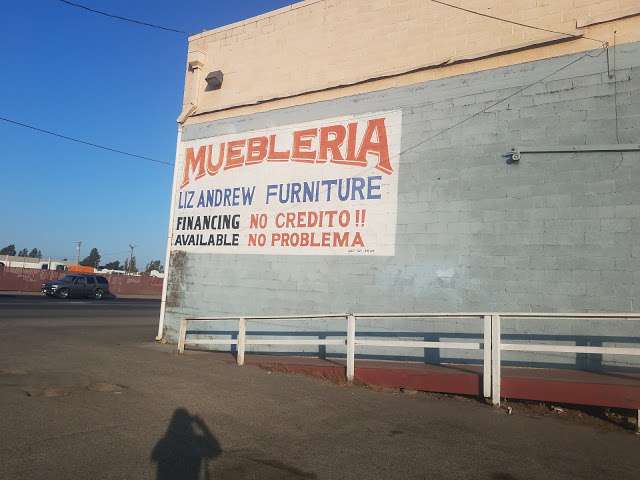 MUEBLERIA
LIZ ANDREW FURNITURE
FINANCING NO CREDITO!!
AVAILABLE NO PROBLEMA